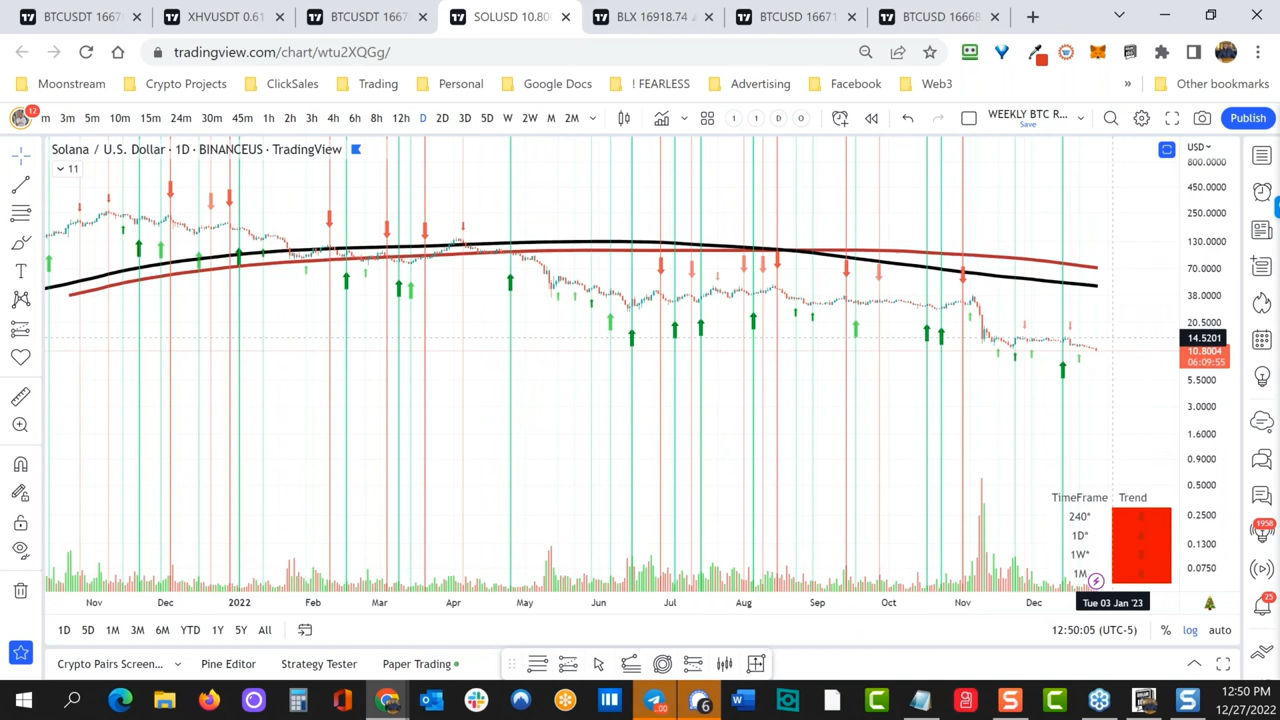 BTCUSDT 1667
XHVUSDT 0.61
BTCUSDT 1667
SOLUSD 10.80
BLX 16918.74
BTCUSD 16671
BTCUSD 16668
tradingview.com/chart/wtu2XQGg/
Moonstream
Crypto Projects
ClickSales
Trading
Personal
Google Docs
! FEARLESS
Advertising
Facebook
Web3
»
Other bookmarks
12
m 3m 5m 10m 15m 24m 30m 45m 1h 2h 3h 4h 6h 8h 12h D 2D 3D 5D W 2W M 2M
1 1 D O
WEEKLY BTC R...
Save
Publish
Solana / U.S. Dollar · 1D · BINANCEUS · TradingView
11
USD
800.0000
450.0000
250.0000
130.0000
70.0000
38.0000
20.5000
14.5201
10.8004
06:09:55
5.5000
3.0000
1.6000
0.9000
0.5000
0.2500
0.1300
0.0750
TimeFrame Trend
240*
1D*
1W*
1M
1958
25
Nov Dec 2022 Feb Mar Apr May Jun Jul Aug Sep Oct Nov Dec Tue 03 Jan '23
1D 5D 1M 3M 6M YTD 1Y 5Y All
12:50:05 (UTC-5) % log auto
Crypto Pairs Screen... Pine Editor Strategy Tester Paper Trading
6
12:50 PM
12/27/2022